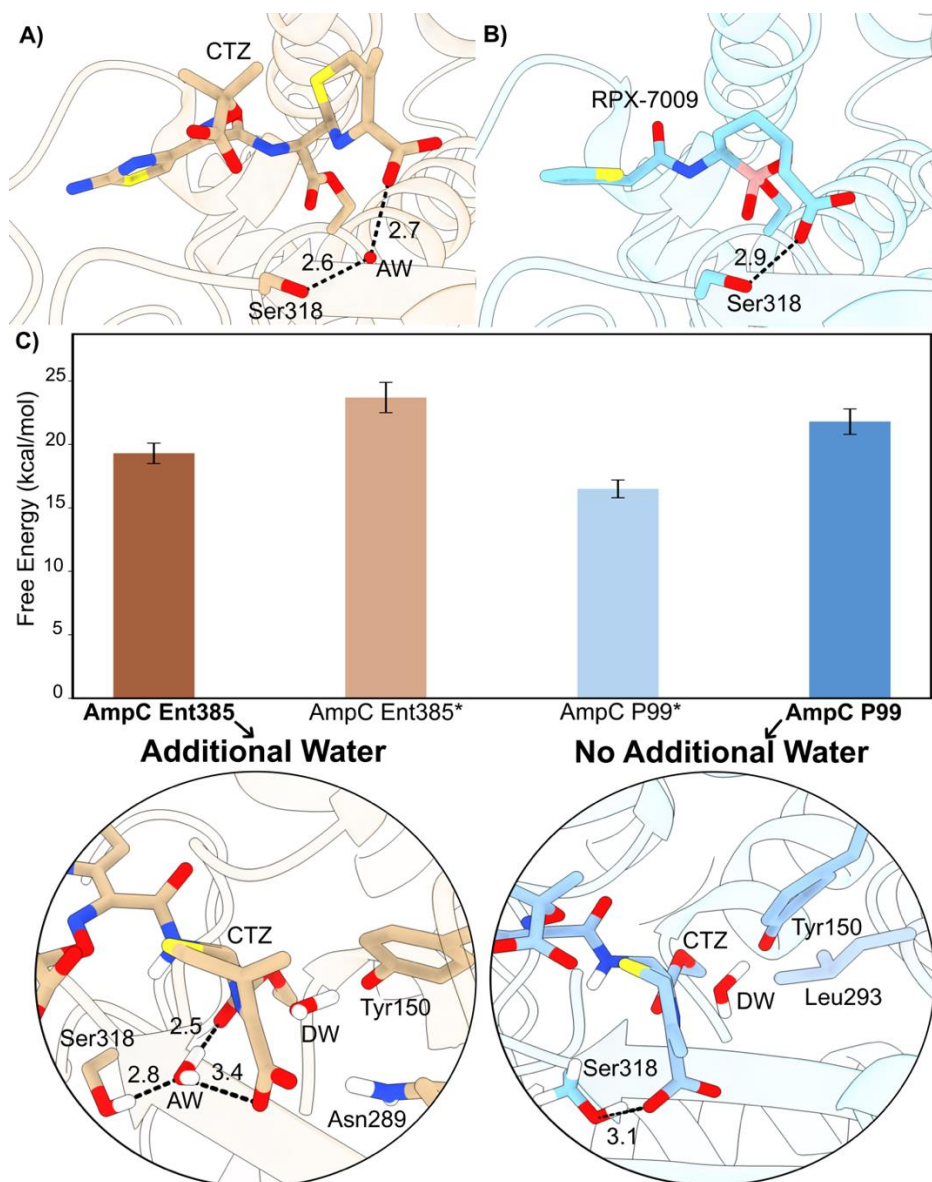 A)
CTZ
2.7
2.6
AW
Ser318
B)
RPX-7009
2.9
Ser318
C)
Free Energy (kcal/mol)
25
20
15
10
5
0
AmpC Ent385
AmpC Ent385*
AmpC P99*
AmpC P99
Additional Water
No Additional Water
CTZ
Tyr150
DW
2.5
Ser318
2.8
3.4
AW
Asn289
Tyr150
CTZ
DW
Leu293
Ser318
3.1